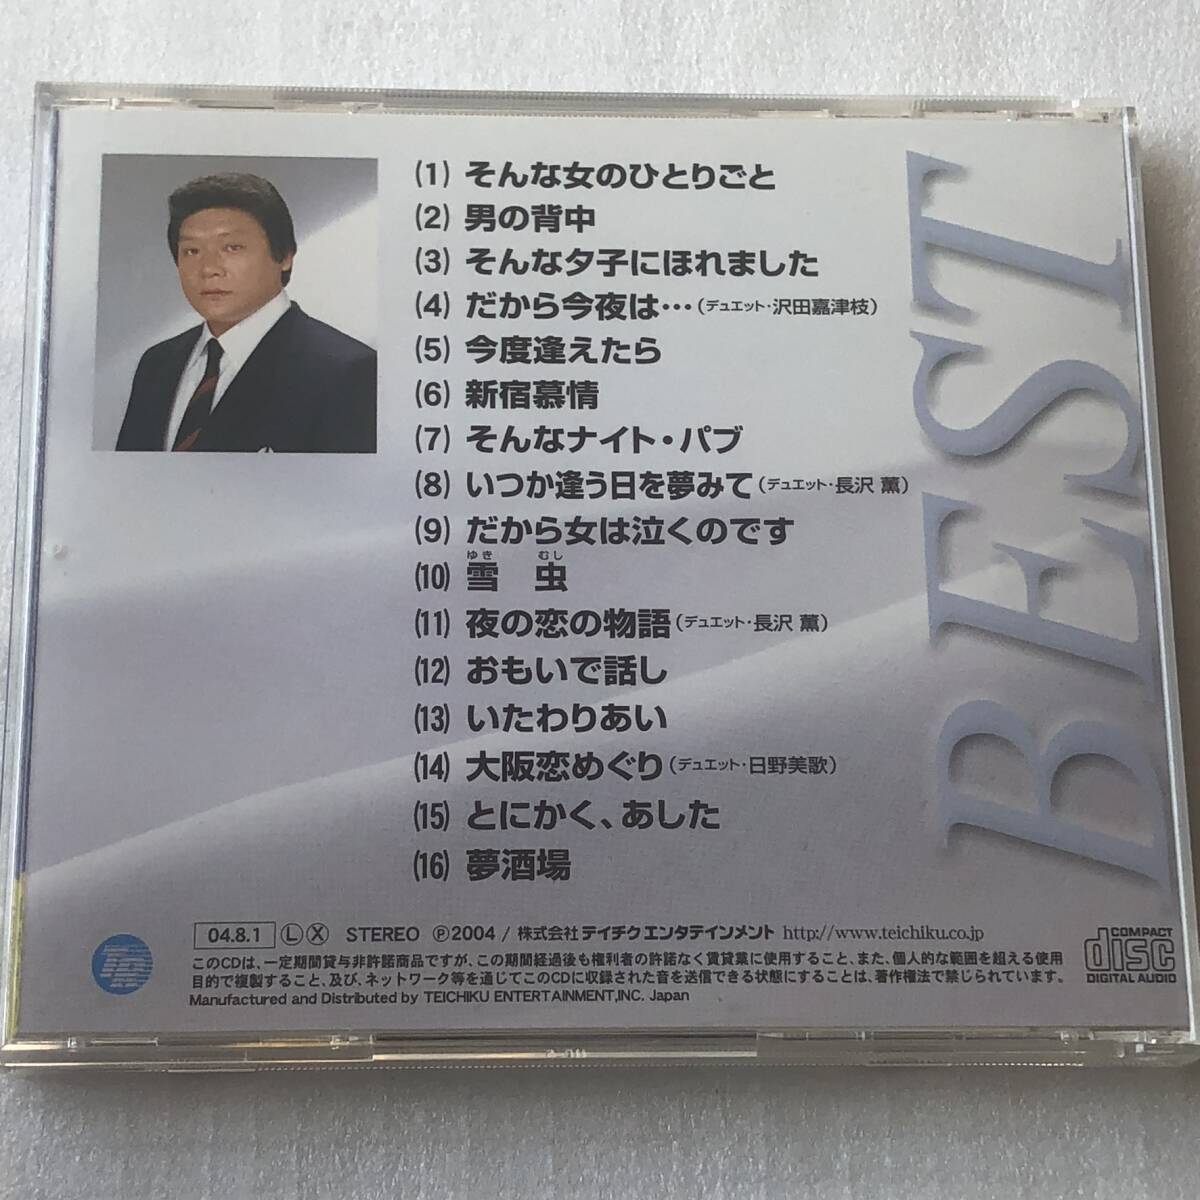 (1) そんな女のひとりごと
(2) 男の背中
(3) そんな夕子にほれました
(4) だから今夜は…(デュエット・沢田嘉津枝)
(5) 今度逢えたら
(6) 新宿慕情
(7) そんなナイト・パブ
(8) いつか逢う日を夢みて(デュエット・長沢 薫)
(9) だから女は泣くのです
ゆき むし
(10) 雪 虫
(11) 夜の恋の物語(デュエット・長沢 薫)
(12) おもいで話し
(13) いたわりあい
(14) 大阪恋めぐり(デュエット・日野美歌)
(15) とにかく、あした
(16) 夢酒場
BEST
04.8.1 Ⓛ Ⓧ STEREO Ⓟ2004 / 株式会社テイチクエンタテインメント http://www.teichiku.co.jp
このCDは、一定期間貸与非許諾商品ですが、この期間経過後も権利者の許諾なく賃貸業に使用すること、また、個人的な範囲を超える使用
目的で複製すること、及び、ネットワーク等を通じてこのCDに収録された音を送信できる状態にすることは、著作権法で禁じられています。
Manufactured and Distributed by TEICHIKU ENTERTAINMENT,INC. Japan
COMPACT
disc
DIGITAL AUDIO